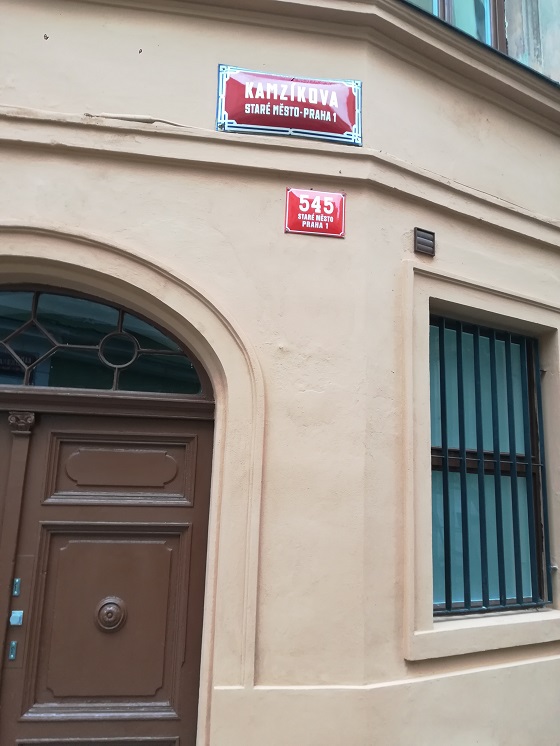 KAMZÍKOVA
STARÉ MĚSTO-PRAHA 1
545
STARÉ MĚSTO
PRAHA 1